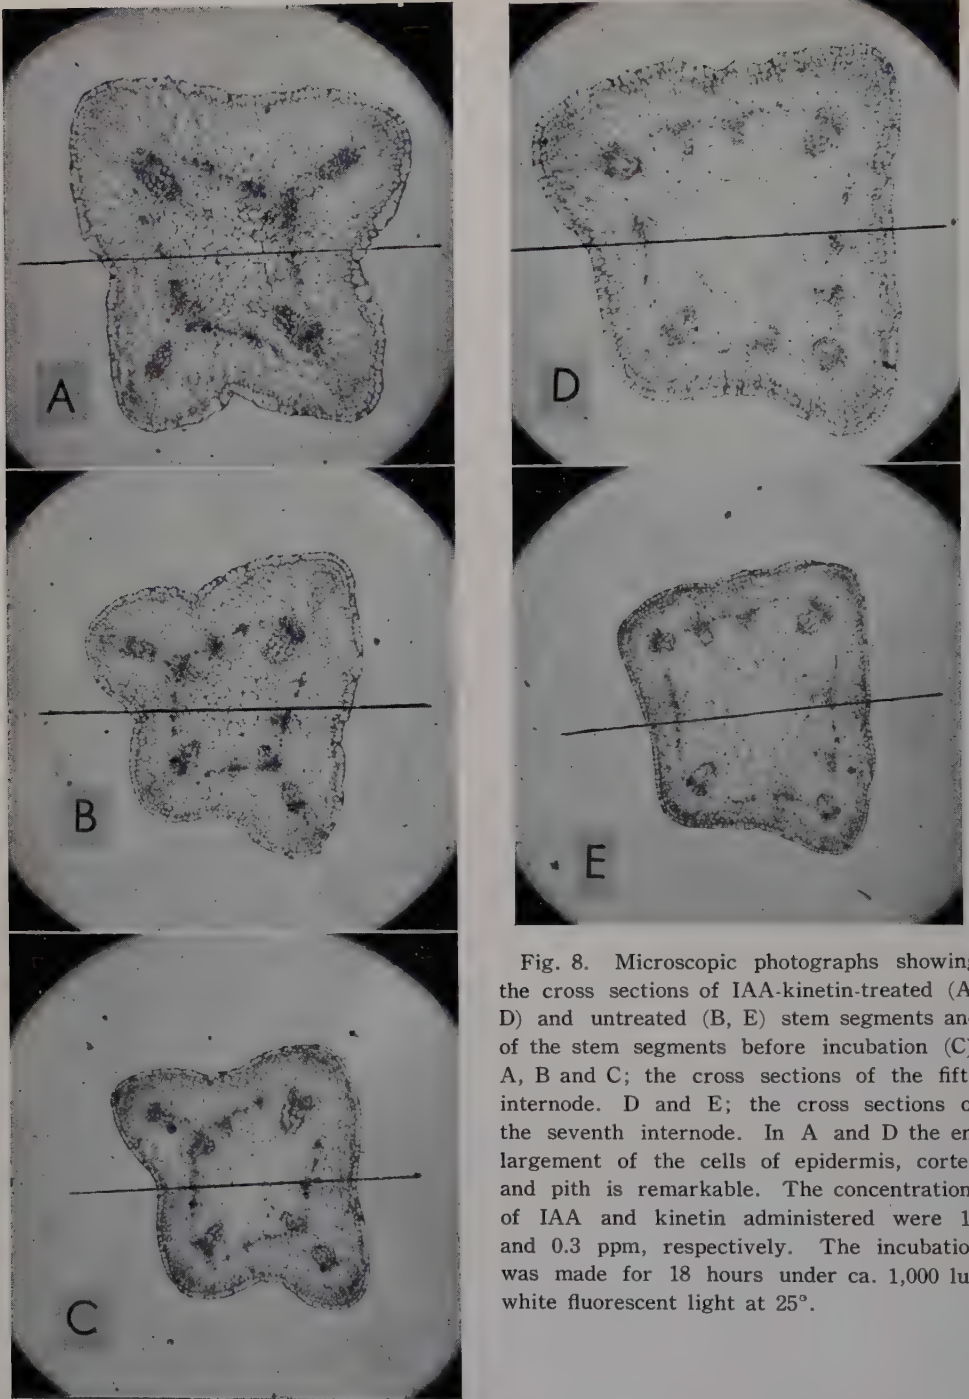 A
D
B
E
C
Fig. 8. Microscopic photographs showing
the cross sections of IAA-kinetin-treated (A
D) and untreated (B, E) stem segments an
of the stem segments before incubation (C)
A, B and C; the cross sections of the fift
internode. D and E; the cross sections o
the seventh internode. In A and D the en
largement of the cells of epidermis, corte
and pith is remarkable. The concentration
of IAA and kinetin administered were 1
and 0.3 ppm, respectively. The incubatio
was made for 18 hours under ca. 1,000 lu
white fluorescent light at 25°.